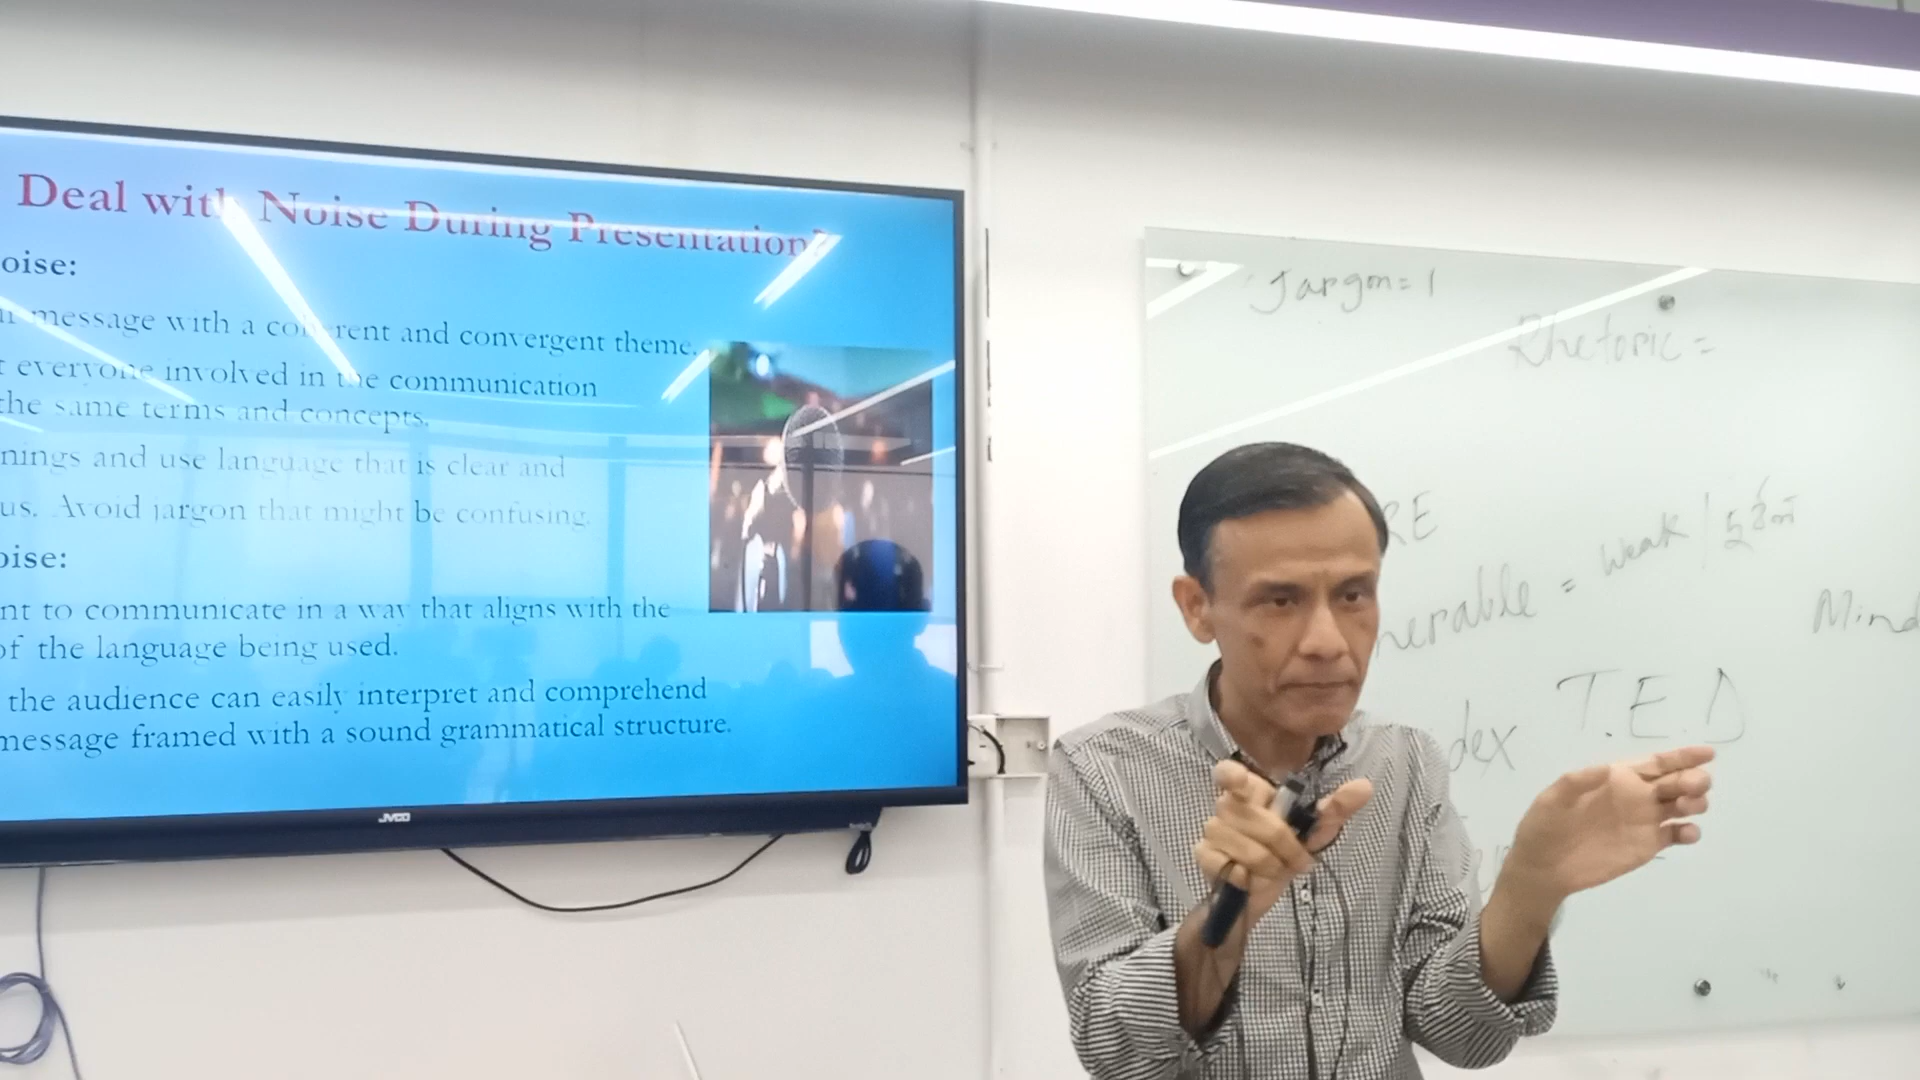 Deal with Noise During Presentation?
oise:
message with a coherent and convergent theme.
everyone involved in the communication
the same terms and concepts.
nings and use language that is clear and
us. Avoid jargon that might be confusing.
oise:
nt to communicate in a way that aligns with the
of the language being used.
the audience can easily interpret and comprehend
message framed with a sound grammatical structure.
JVCO
Jargon = 1
Rhetoric =
RE
nerable = weak /
Mind
dex T.E.D